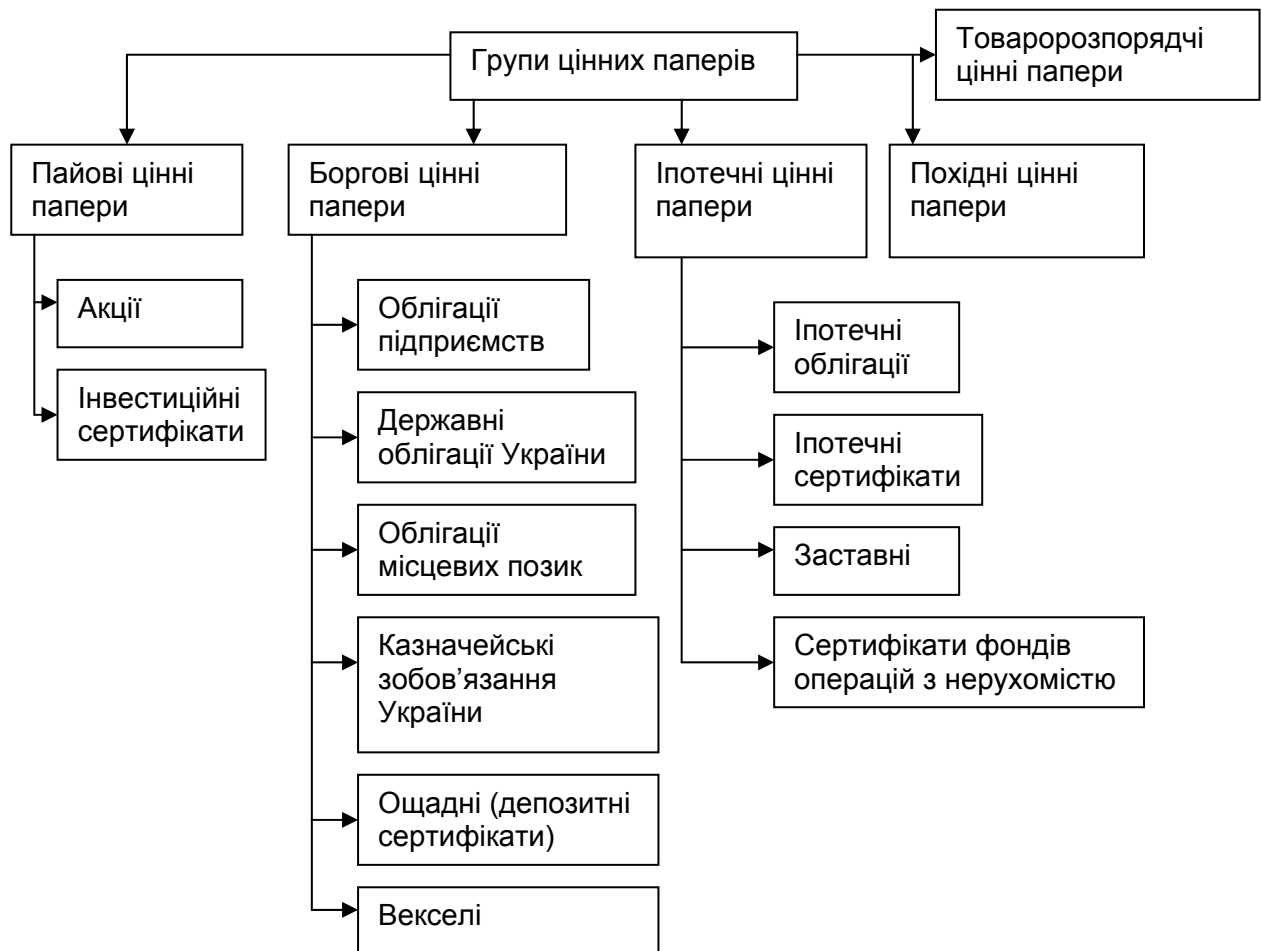 Групи цінних паперів
Товаророзпорядчі
цінні папери
Пайові цінні
папери
Боргові цінні
папери
Іпотечні цінні
папери
Похідні цінні
папери
Акції
Інвестиційні
сертифікати
Облігації
підприємств
Державні
облігації України
Облігації
місцевих позик
Казначейські
зобов’язання
України
Ощадні (депозитні
сертифікати)
Векселі
Іпотечні
облігації
Іпотечні
сертифікати
Заставні
Сертифікати фондів
операцій з нерухомістю